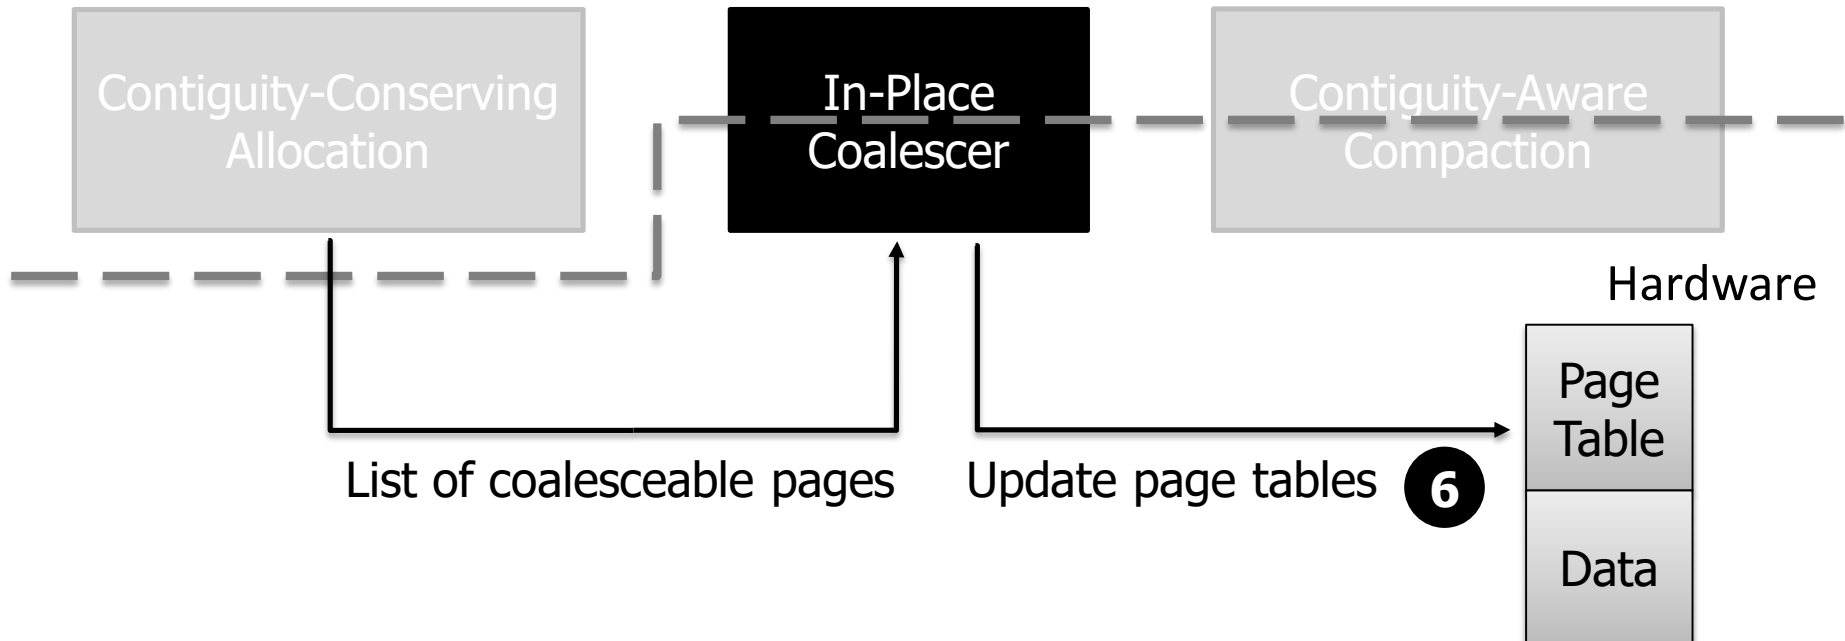 Contiguity-Conserving
Allocation
In-Place
Coalescer
Contiguity-Aware
Compaction
Hardware
Page
Table
List of coalesceable pages
Update page tables
6
Data